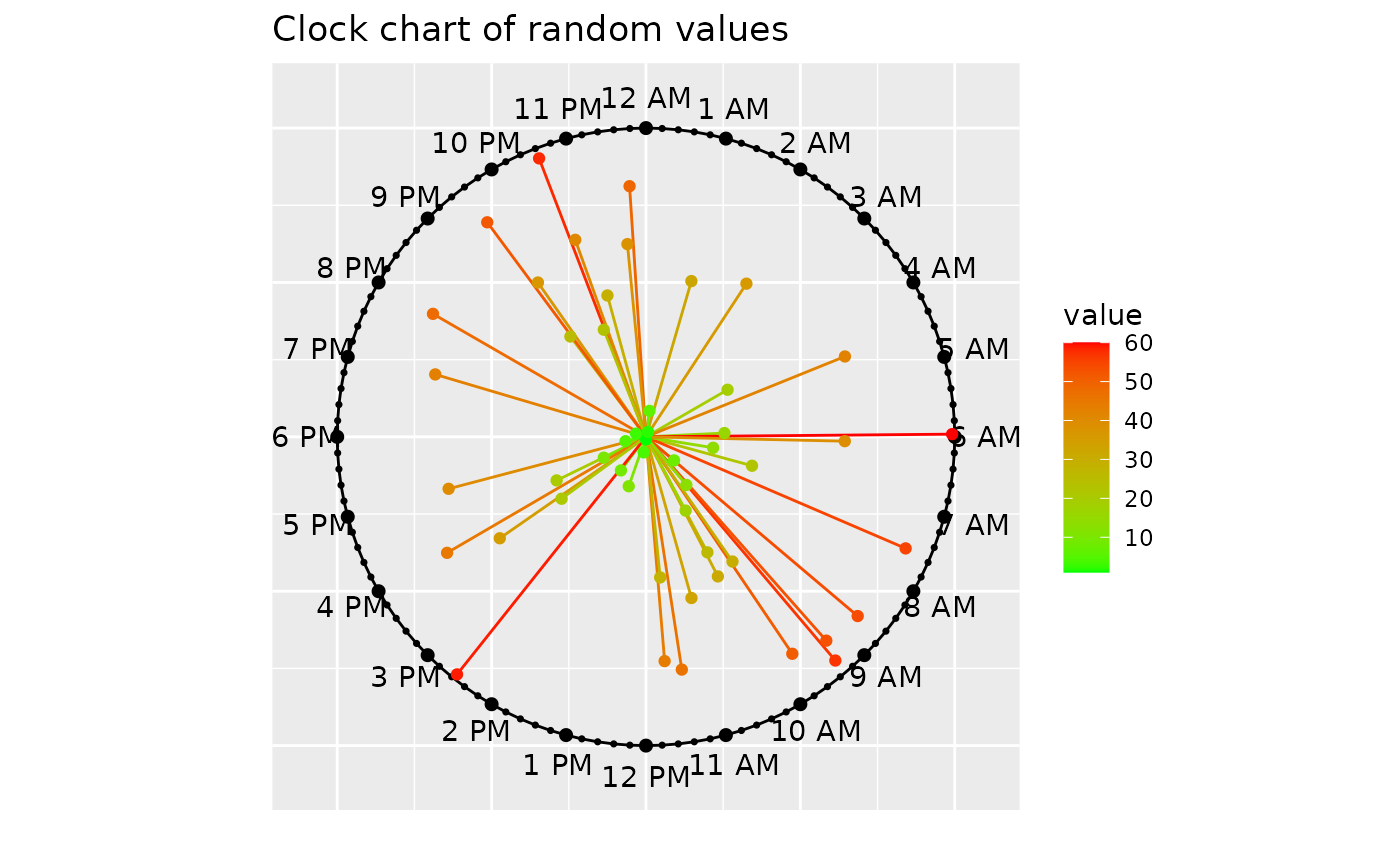 Clock chart of random values
12 AM
1 AM
2 AM
3 AM
4 AM
5 AM
6 AM
7 AM
8 AM
9 AM
10 AM
11 AM
12 PM
1 PM
2 PM
3 PM
4 PM
5 PM
6 PM
7 PM
8 PM
9 PM
10 PM
11 PM
value
60
50
40
30
20
10